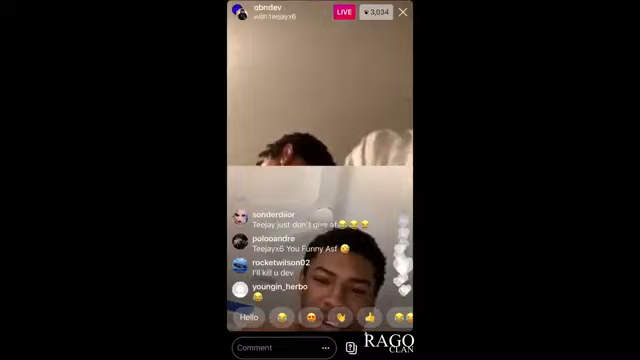 obndev
with teejayx6
LIVE
3,034
sonderdiior
Teejay just don't give af😂😂😂
polooandre
Teejayx6 You Funny Asf 🤣
rocketwilson02
I'll kill u dev
youngin_herbo
😂
Hello 😂 😍 👏 👍 😂
Comment
RAGO
CLAN